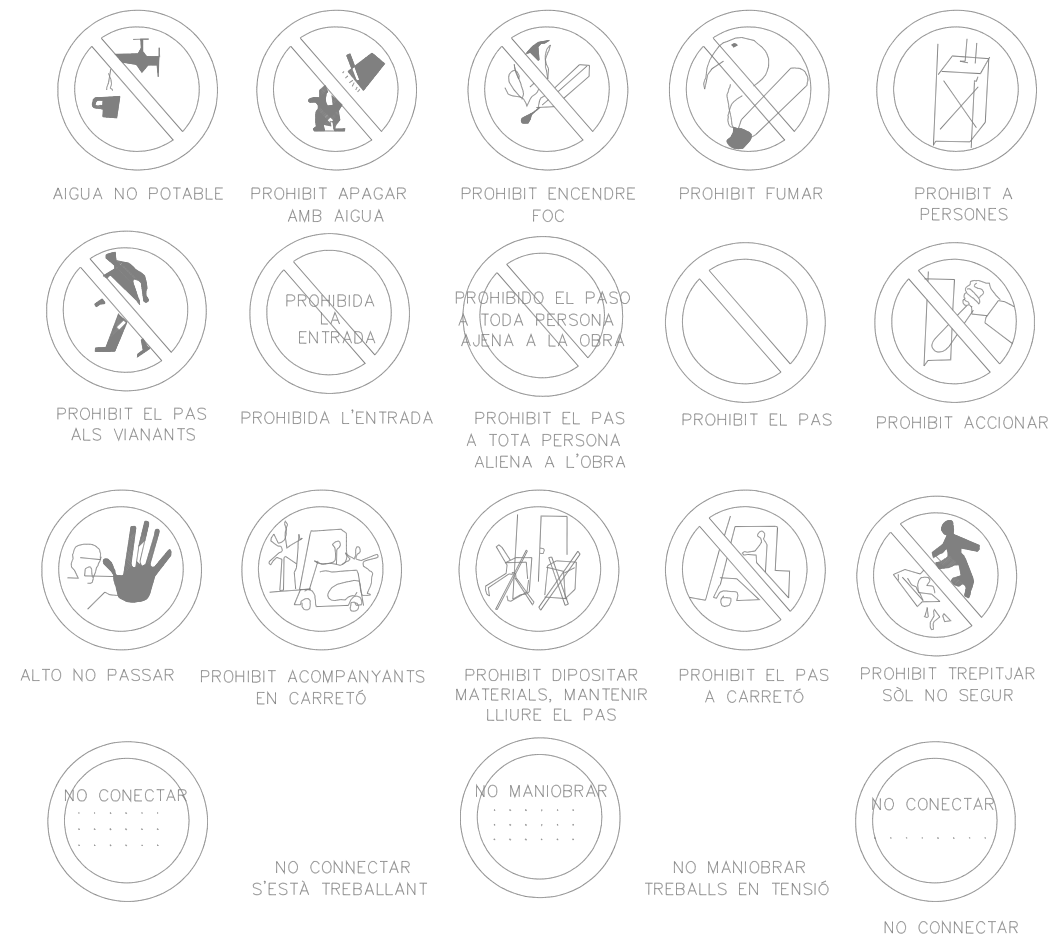 AIGUA NO POTABLE
PROHIBIT APAGAR
AMB AIGUA
PROHIBIT ENCENDRE
FOC
PROHIBIT FUMAR
PROHIBIT A
PERSONES
PROHIBIDA
LA
ENTRADA
PROHIBIDO EL PASO
A TODA PERSONA
AJENA A LA OBRA
PROHIBIT EL PAS
ALS VIANANTS
PROHIBIDA L'ENTRADA
PROHIBIT EL PAS
A TOTA PERSONA
ALIENA A L'OBRA
PROHIBIT EL PAS
PROHIBIT ACCIONAR
ALTO NO PASSAR
PROHIBIT ACOMPANYANTS
EN CARRETÓ
PROHIBIT DIPOSITAR
MATERIALS, MANTENIR
LLIURE EL PAS
PROHIBIT EL PAS
A CARRETÓ
PROHIBIT TREPITJAR
SÒL NO SEGUR
NO CONECTAR
NO CONNECTAR
S'ESTÀ TREBALLANT
NO MANIOBRAR
NO MANIOBRAR
TREBALLS EN TENSIÓ
NO CONECTAR
NO CONNECTAR